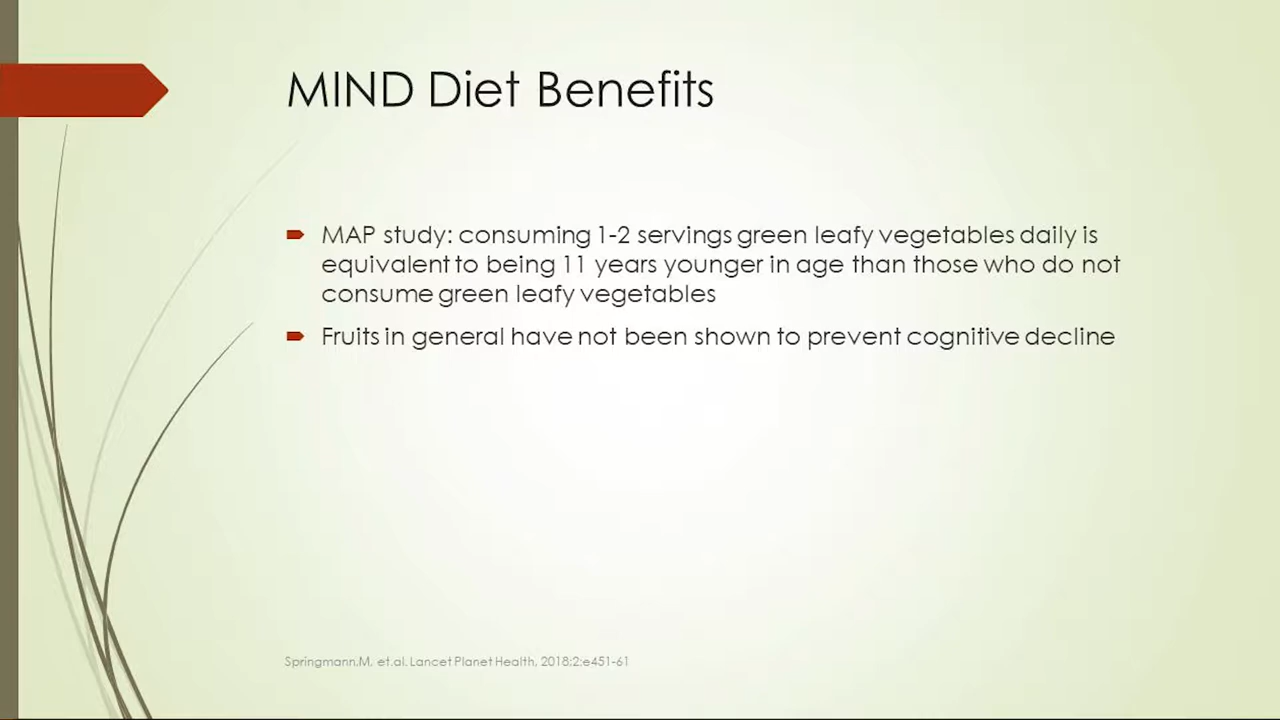 MIND Diet Benefits
MAP study: consuming 1-2 servings green leafy vegetables daily is
equivalent to being 11 years younger in age than those who do not
consume green leafy vegetables
Fruits in general have not been shown to prevent cognitive decline
Springmann.M, et.al. Lancet Planet Health, 2018;2:e451-61